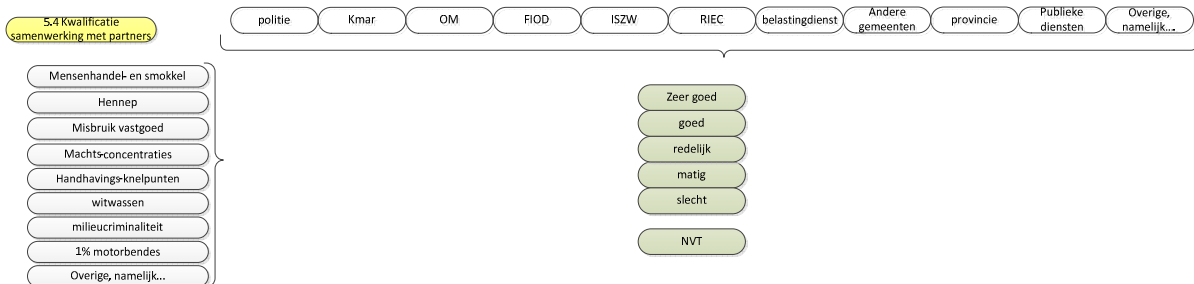 5.4 Kwalificatie
samenwerking met partners
politie
Kmar
OM
FIOD
ISZW
RIEC
belastingdienst
Andere
gemeenten
provincie
Publieke
diensten
Overige,
namelijk...
Mensenhandel- en smokkel
Hennep
Misbruik vastgoed
Machts-concentraties
Handhavings-knelpunten
witwassen
milieucriminaliteit
1% motorbendes
Overige, namelijk...
Zeer goed
goed
redelijk
matig
slecht
NVT